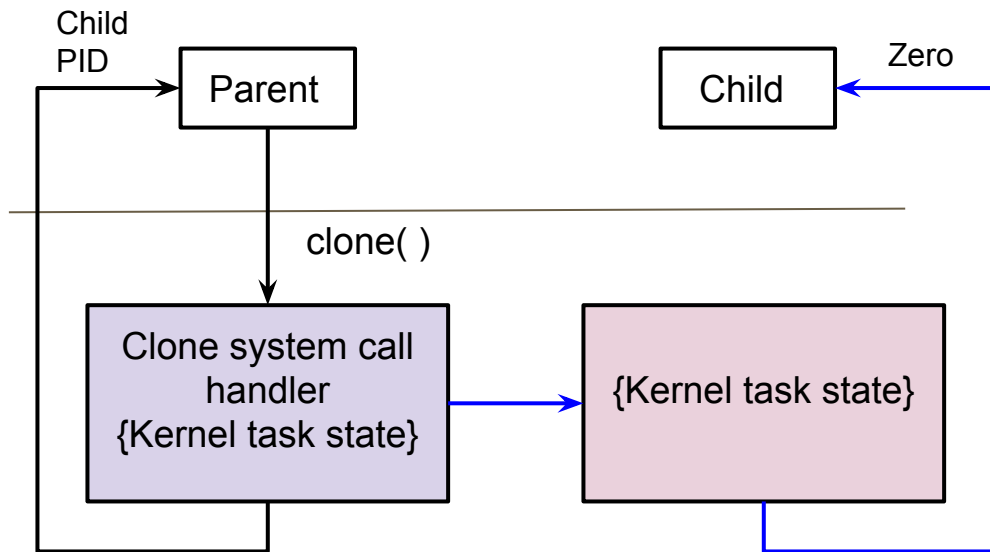 Child
PID
Parent
Child
Zero
clone( )
Clone system call
handler
{Kernel task state}
{Kernel task state}